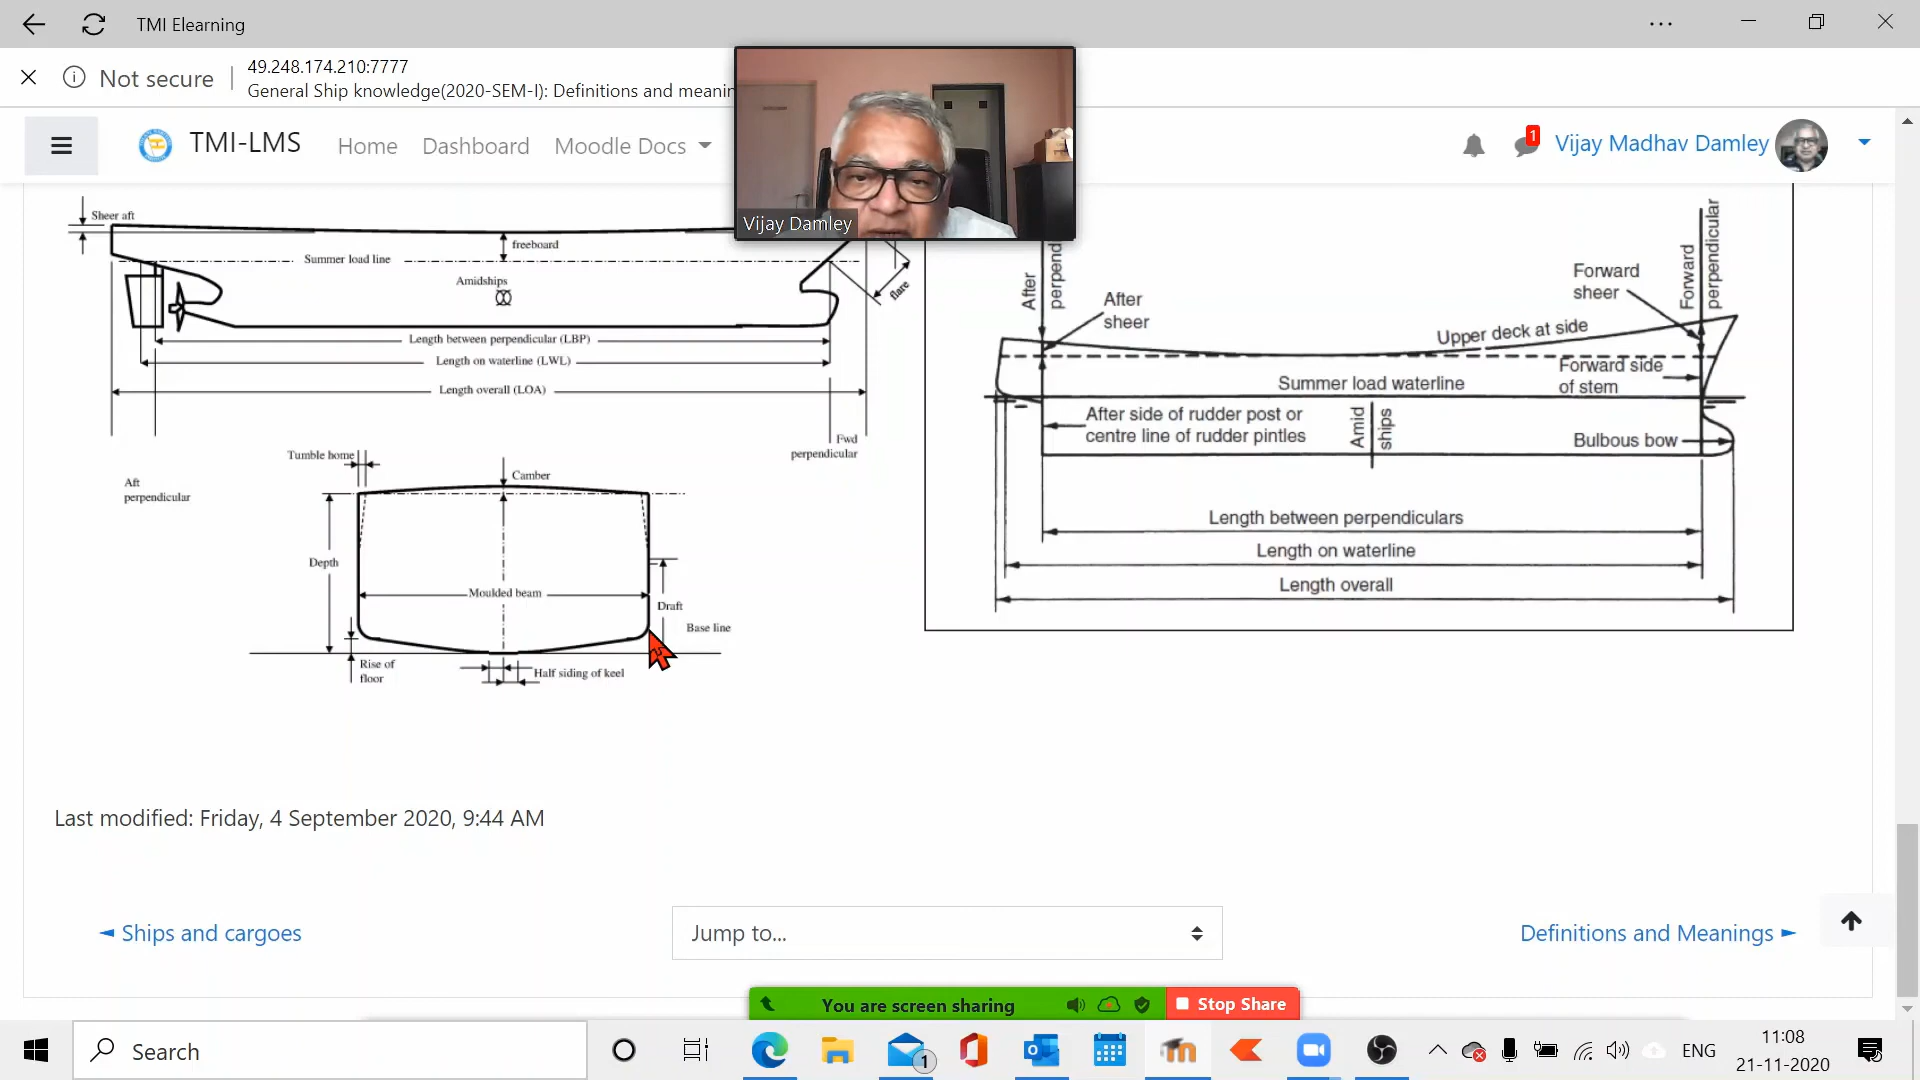 TMI Elearning
Not secure
49.248.174.210:7777
General Ship knowledge(2020-SEM-I): Definitions and meanin
TMI-LMS
Home
Dashboard
Moodle Docs
1
Vijay Madhav Damley
Vijay Damley
Sheer aft
freeboard
Summer load line
Amidships
flare
Length between perpendicular (LBP)
Length on waterline (LWL)
Length overall (LOA)
Fwd
perpendicular
Aft
perpendicular
Tumble home
Camber
Depth
Moulded beam
Draft
Base line
Rise of
floor
Half siding of keel
After
perpend
After
sheer
Forward
sheer
Forward
perpendicular
Upper deck at side
Forward side
of stem
Summer load waterline
After side of rudder post or
centre line of rudder pintles
Amid
ships
Bulbous bow
Length between perpendiculars
Length on waterline
Length overall
Last modified: Friday, 4 September 2020, 9:44 AM
◄ Ships and cargoes
Jump to...
Definitions and Meanings ►
You are screen sharing
Stop Share
Search
1
ENG
11:08
21-11-2020